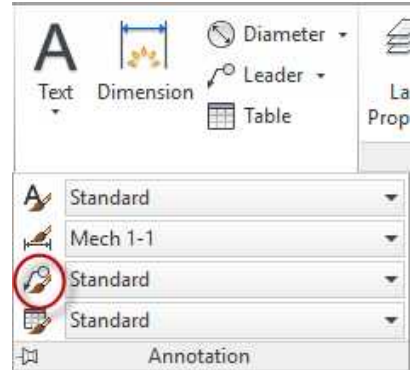 A
Text
Dimension
Diameter
Leader
Table
La
Prop
Standard
Mech 1-1
Standard
Standard
Annotation